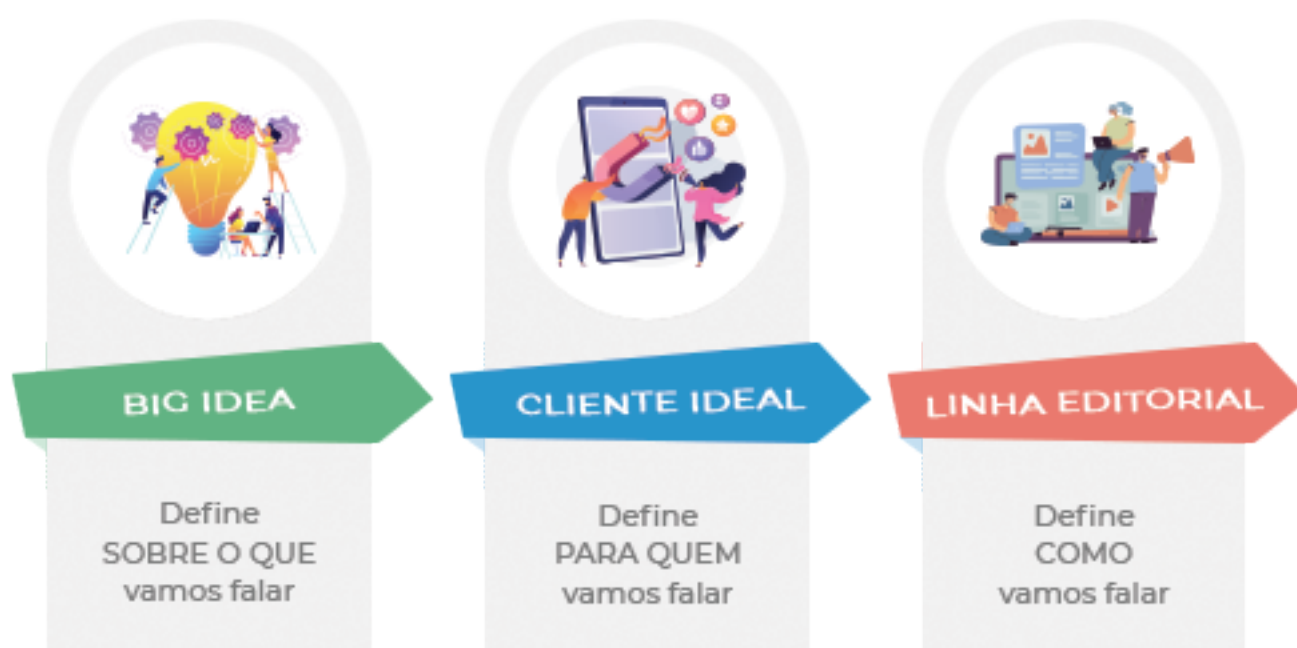 BIG IDEA
Define
SOBRE O QUE
vamos falar
CLIENTE IDEAL
Define
PARA QUEM
vamos falar
LINHA EDITORIAL
Define
COMO
vamos falar